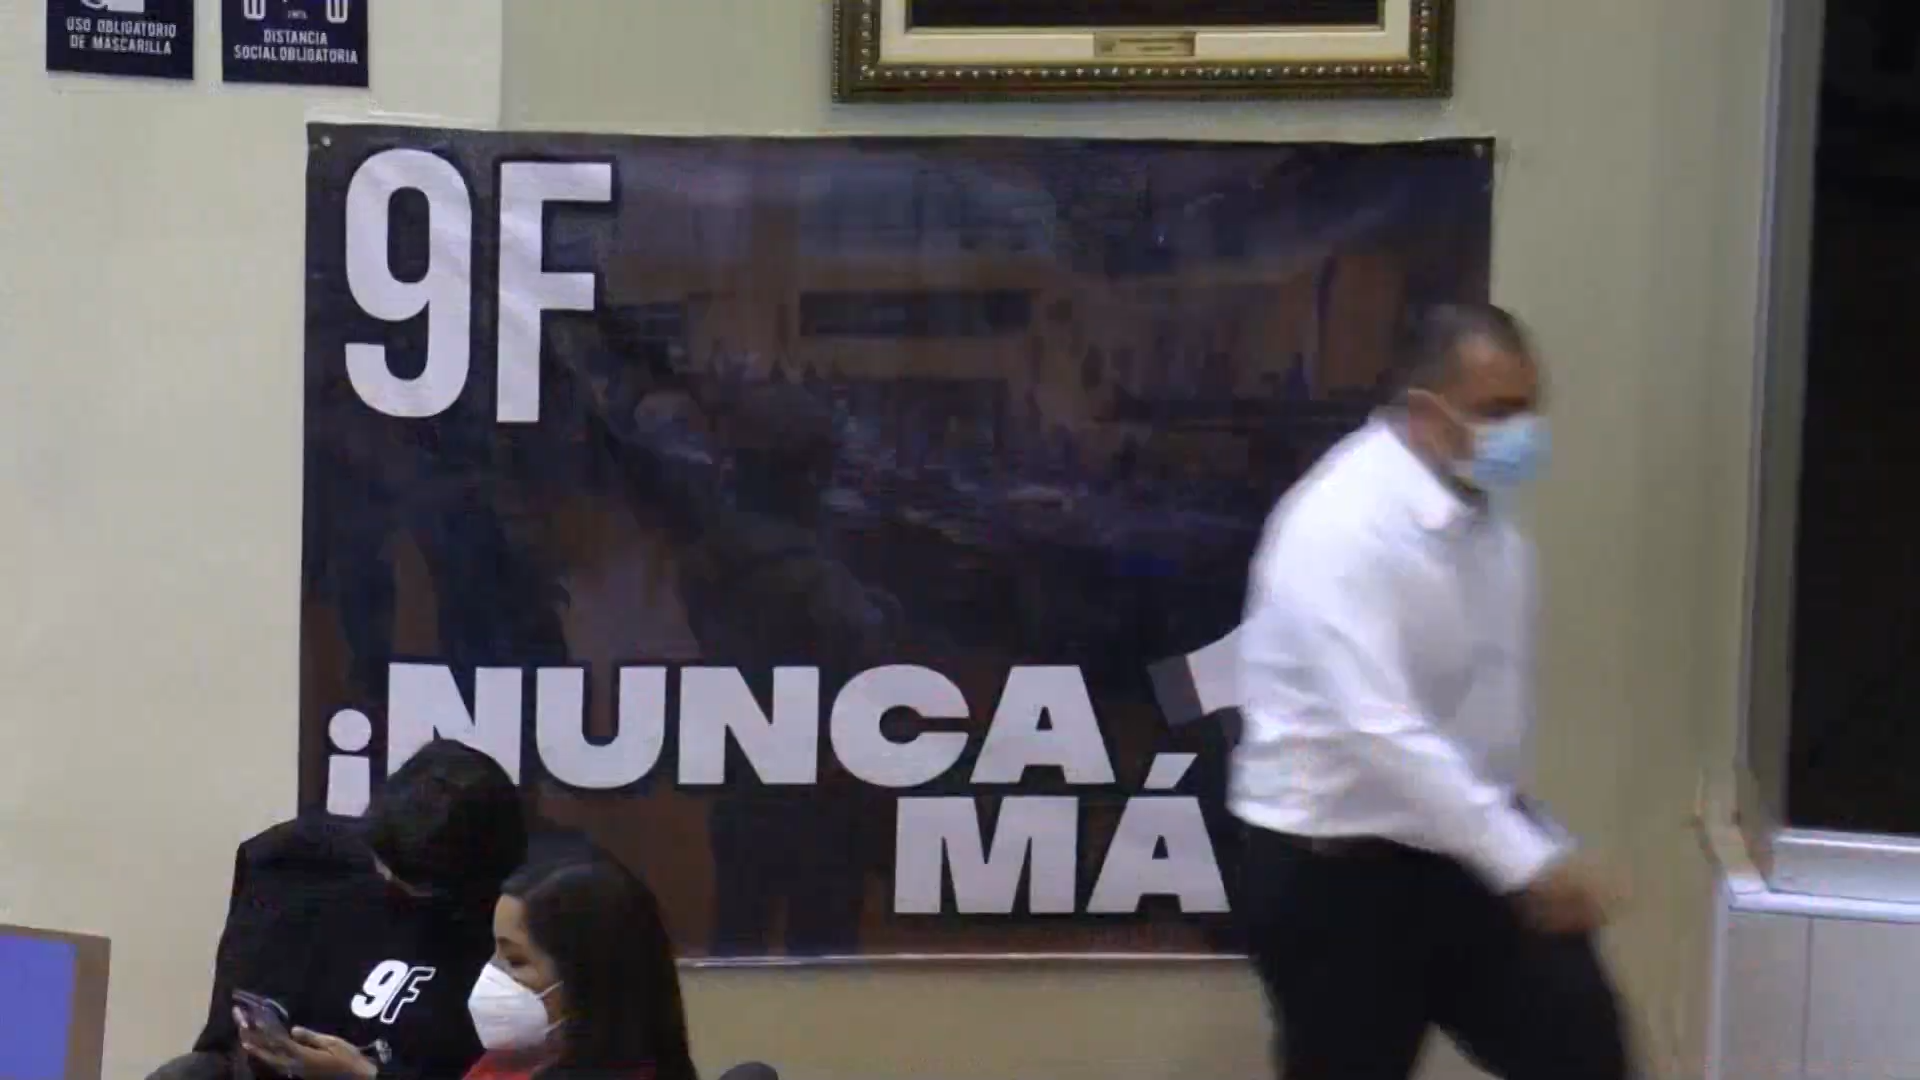 USO OBLIGATORIO
DE MASCARILLA
DISTANCIA
SOCIAL OBLIGATORIA
9F
¡NUNCA
MÁ
9F